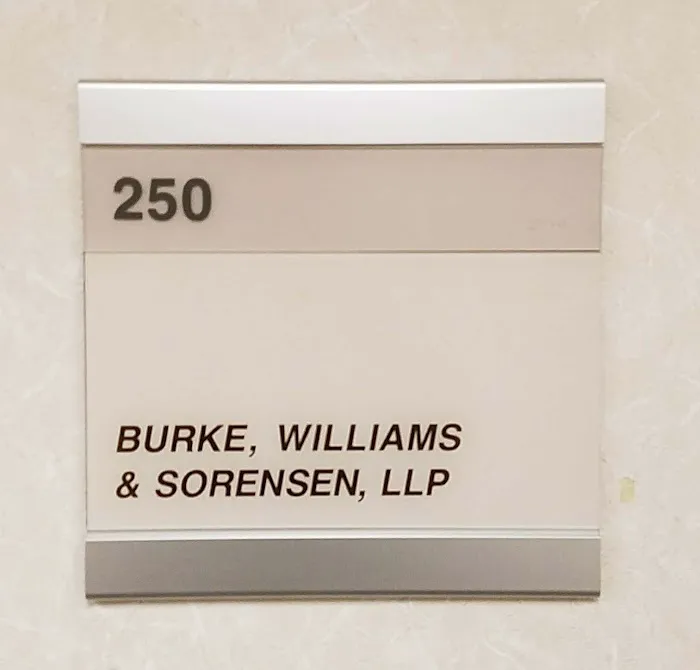 250
BURKE, WILLIAMS
& SORENSEN, LLP